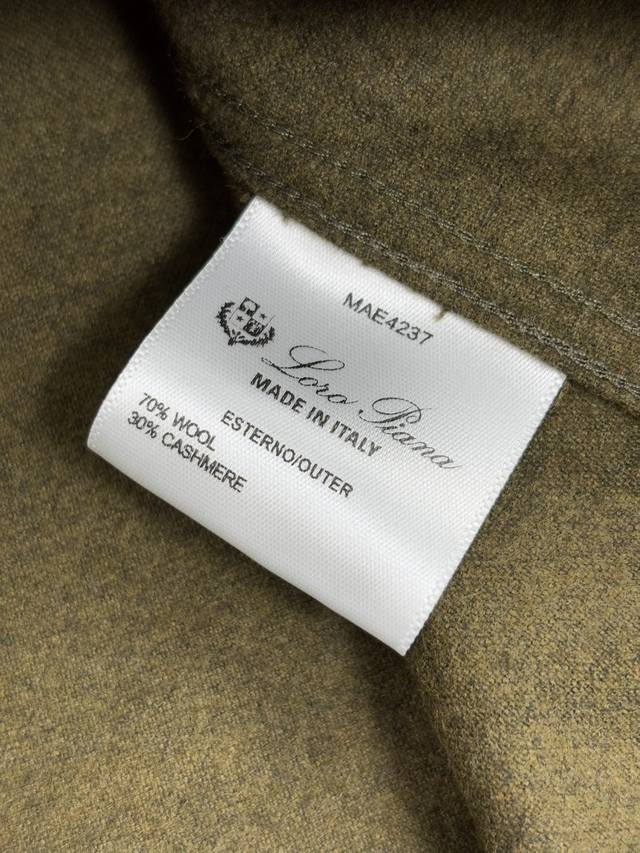 MAE4237
Loro Piana
MADE IN ITALY
ESTERNO/OUTER
70% WOOL
30% CASHMERE